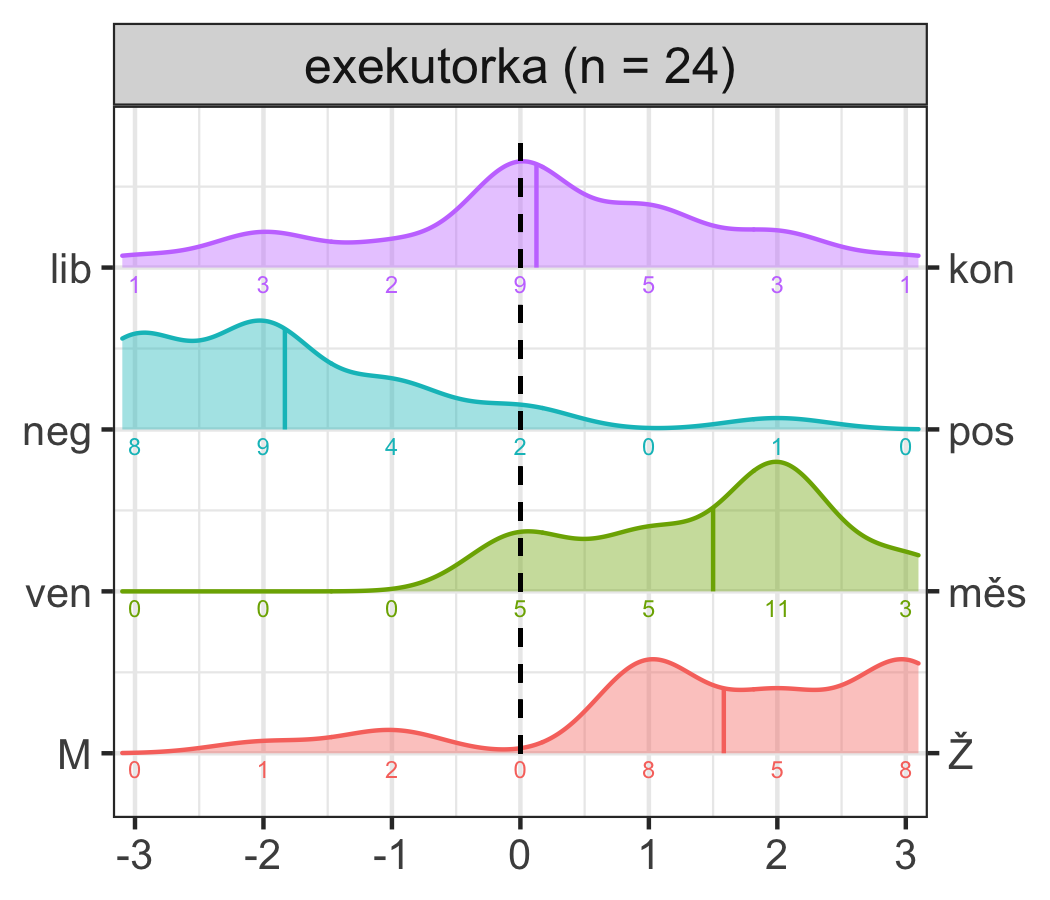 exekutorka (n = 24)
lib kon
1 3 2 9 5 3 1
neg pos
8 9 4 2 0 1 0
ven měs
0 0 0 5 5 11 3
M Ž
0 1 2 0 8 5 8
-3 -2 -1 0 1 2 3